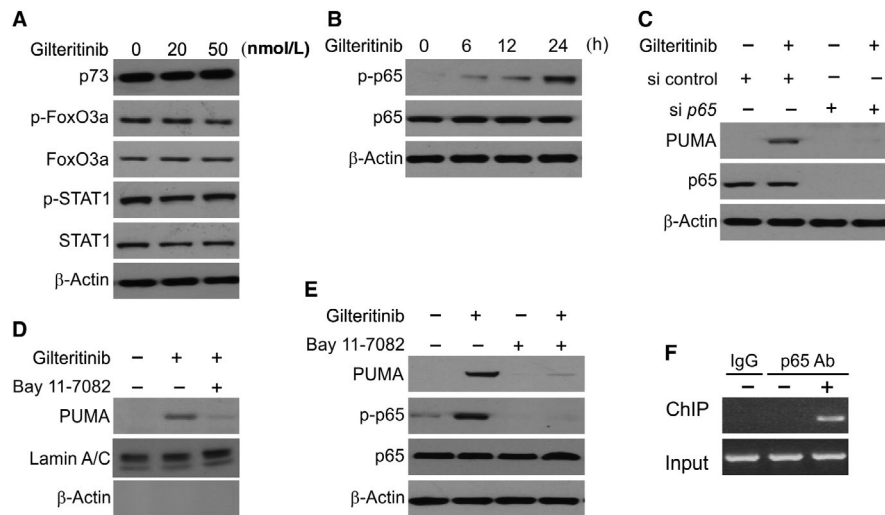 A
Gilteritinib 0 20 50 (nmol/L)
p73
p-FoxO3a
FoxO3a
p-STAT1
STAT1
β-Actin
B
Gilteritinib 0 6 12 24 (h)
p-p65
p65
β-Actin
C
Gilteritinib – + – +
si control + + – –
si p65 – – + +
PUMA
p65
β-Actin
D
Gilteritinib – + +
Bay 11-7082 – – +
PUMA
Lamin A/C
β-Actin
E
Gilteritinib – + – +
Bay 11-7082 – – + +
PUMA
p-p65
p65
β-Actin
F
IgG p65 Ab
– – +
ChIP
Input